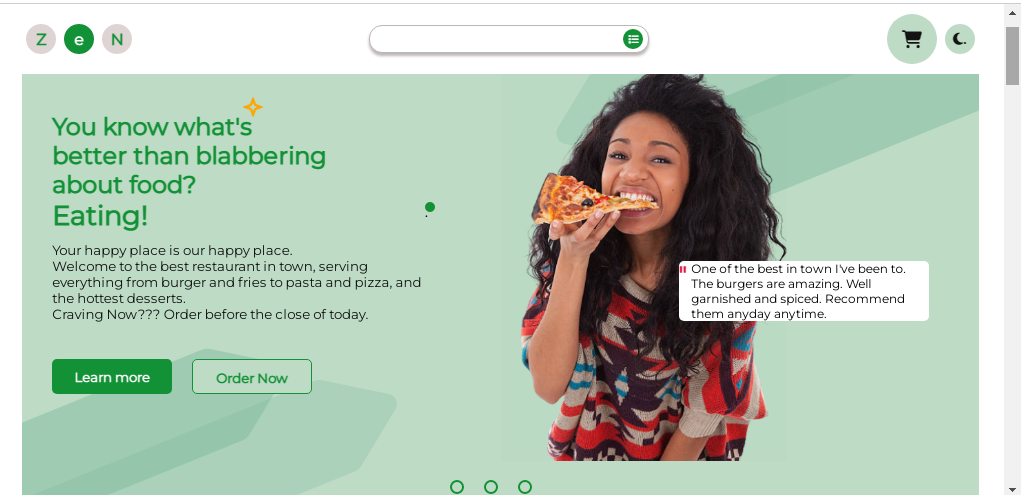 Z e N
You know what's
better than blabbering
about food?
Eating!
Your happy place is our happy place.
Welcome to the best restaurant in town, serving
everything from burger and fries to pasta and pizza, and
the hottest desserts.
Craving Now??? Order before the close of today.
One of the best in town I've been to.
The burgers are amazing. Well
garnished and spiced. Recommend
them anyday anytime.
Learn more
Order Now